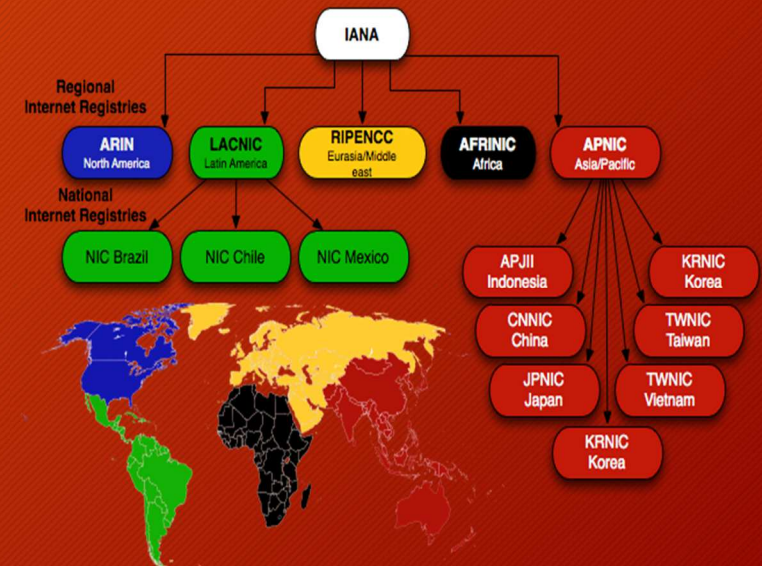 IANA
Regional
Internet Registries
ARIN
North America
LACNIC
Latin America
RIPENCC
Eurasia/Middle
east
AFRINIC
Africa
APNIC
Asia/Pacific
National
Internet Registries
NIC Brazil
NIC Chile
NIC Mexico
APJII
Indonesia
KRNIC
Korea
CNNIC
China
TWNIC
Taiwan
JPNIC
Japan
TWNIC
Vietnam
KRNIC
Korea